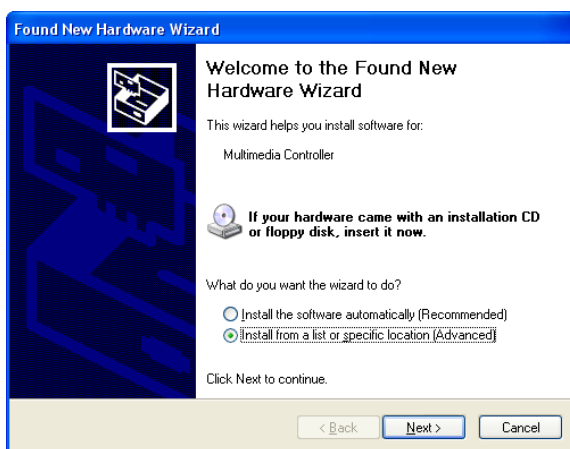 Found New Hardware Wizard
Welcome to the Found New
Hardware Wizard
This wizard helps you install software for:
Multimedia Controller
If your hardware came with an installation CD
or floppy disk, insert it now.
What do you want the wizard to do?
Install the software automatically (Recommended)
Install from a list or specific location (Advanced)
Click Next to continue.
< Back Next > Cancel